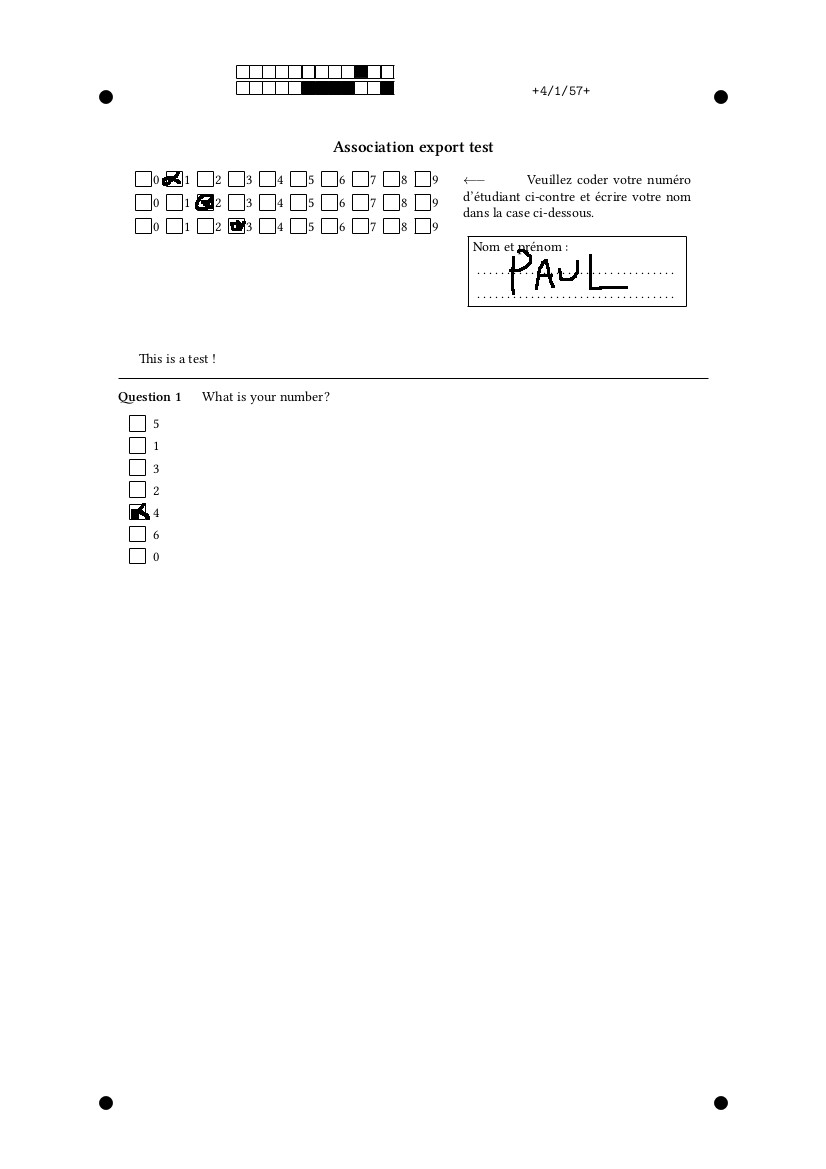 +4/1/57+
Association export test
0 1 2 3 4 5 6 7 8 9
0 1 2 3 4 5 6 7 8 9
0 1 2 3 4 5 6 7 8 9
←— Veuillez coder votre numéro
d'étudiant ci-contre et écrire votre nom
dans la case ci-dessous.
Nom et prénom :
PAUL
This is a test !
Question 1 What is your number?
5
1
3
2
4
6
0